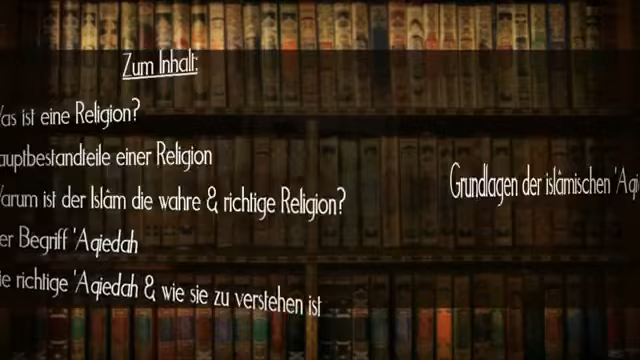 Zum Inhalt:
as ist eine Religion?
auptbestandteile einer Religion
arum ist der Islâm die wahre & richtige Religion?
er Begriff 'Aqiedah
ie richtige 'Aqiedah & wie sie zu verstehen ist
Grundlagen der islâmischen 'Aqi